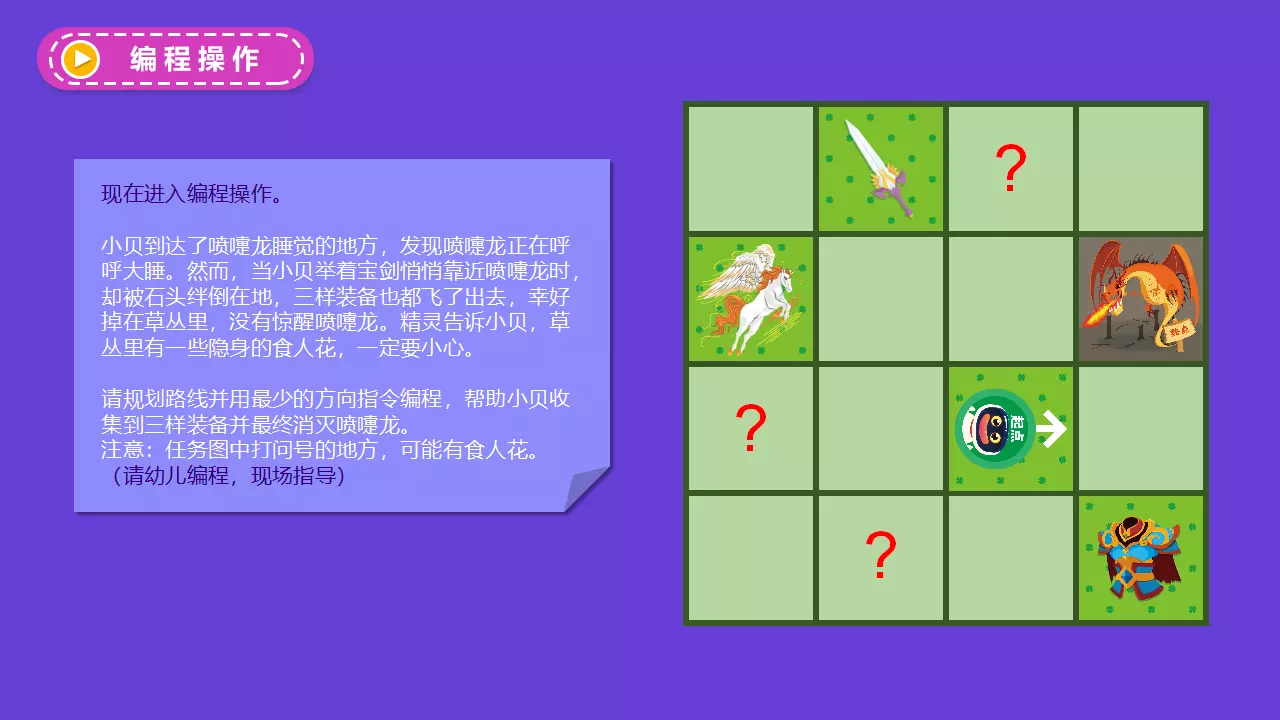 编程操作
现在进入编程操作。
小贝到达了喷嚏龙睡觉的地方，发现喷嚏龙正在呼
呼大睡。然而，当小贝举着宝剑悄悄靠近喷嚏龙时，
却被石头绊倒在地，三样装备也都飞了出去，幸好
掉在草丛里，没有惊醒喷嚏龙。精灵告诉小贝，草
丛里有一些隐身的食人花，一定要小心。
请规划路线并用最少的方向指令编程，帮助小贝收
集到三样装备并最终消灭喷嚏龙。
注意：任务图中打问号的地方，可能有食人花。
（请幼儿编程，现场指导）
?
终点
?
起点
?